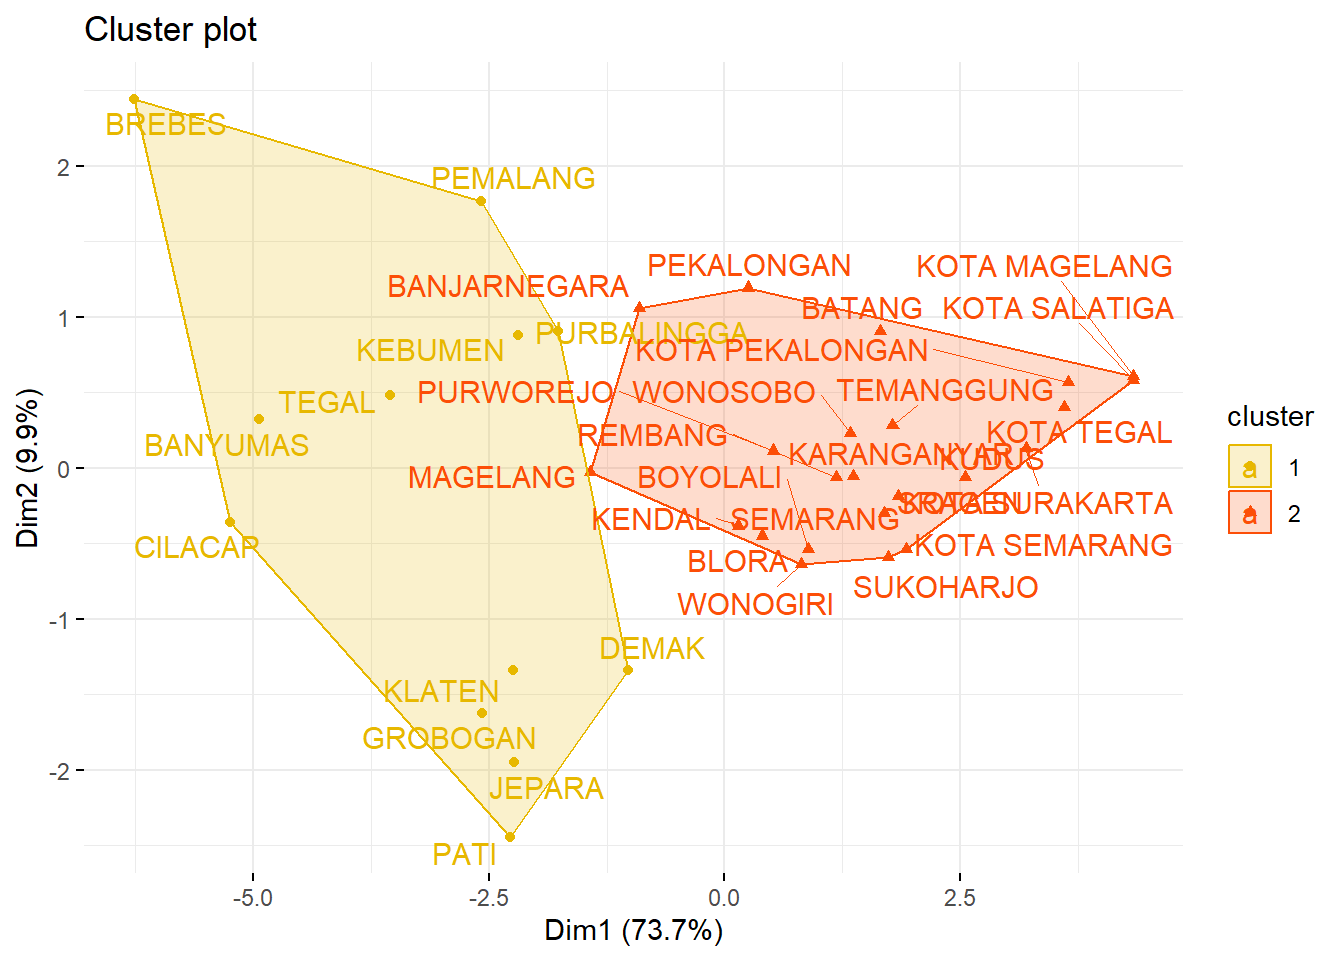 Cluster plot
BREBES
PEMALANG
PEKALONGAN
KOTA MAGELANG
BANJARNEGARA
BATANG
KOTA SALATIGA
PURBALINGGA
KEBUMEN
KOTA PEKALONGAN
TEGAL
PURWOREJO
WONOSOBO
TEMANGGUNG
BANYUMAS
REMBANG
KOTA TEGAL
KARANGANYAR
KUDUS
MAGELANG
BOYOLALI
SRAGEN
KOTA SURAKARTA
KENDAL
SEMARANG
CILACAP
KOTA SEMARANG
BLORA
SUKOHARJO
WONOGIRI
DEMAK
KLATEN
GROBOGAN
JEPARA
PATI
2
1
0
-1
-2
Dim2 (9.9%)
-5.0
-2.5
0.0
2.5
Dim1 (73.7%)
cluster
a 1
a 2